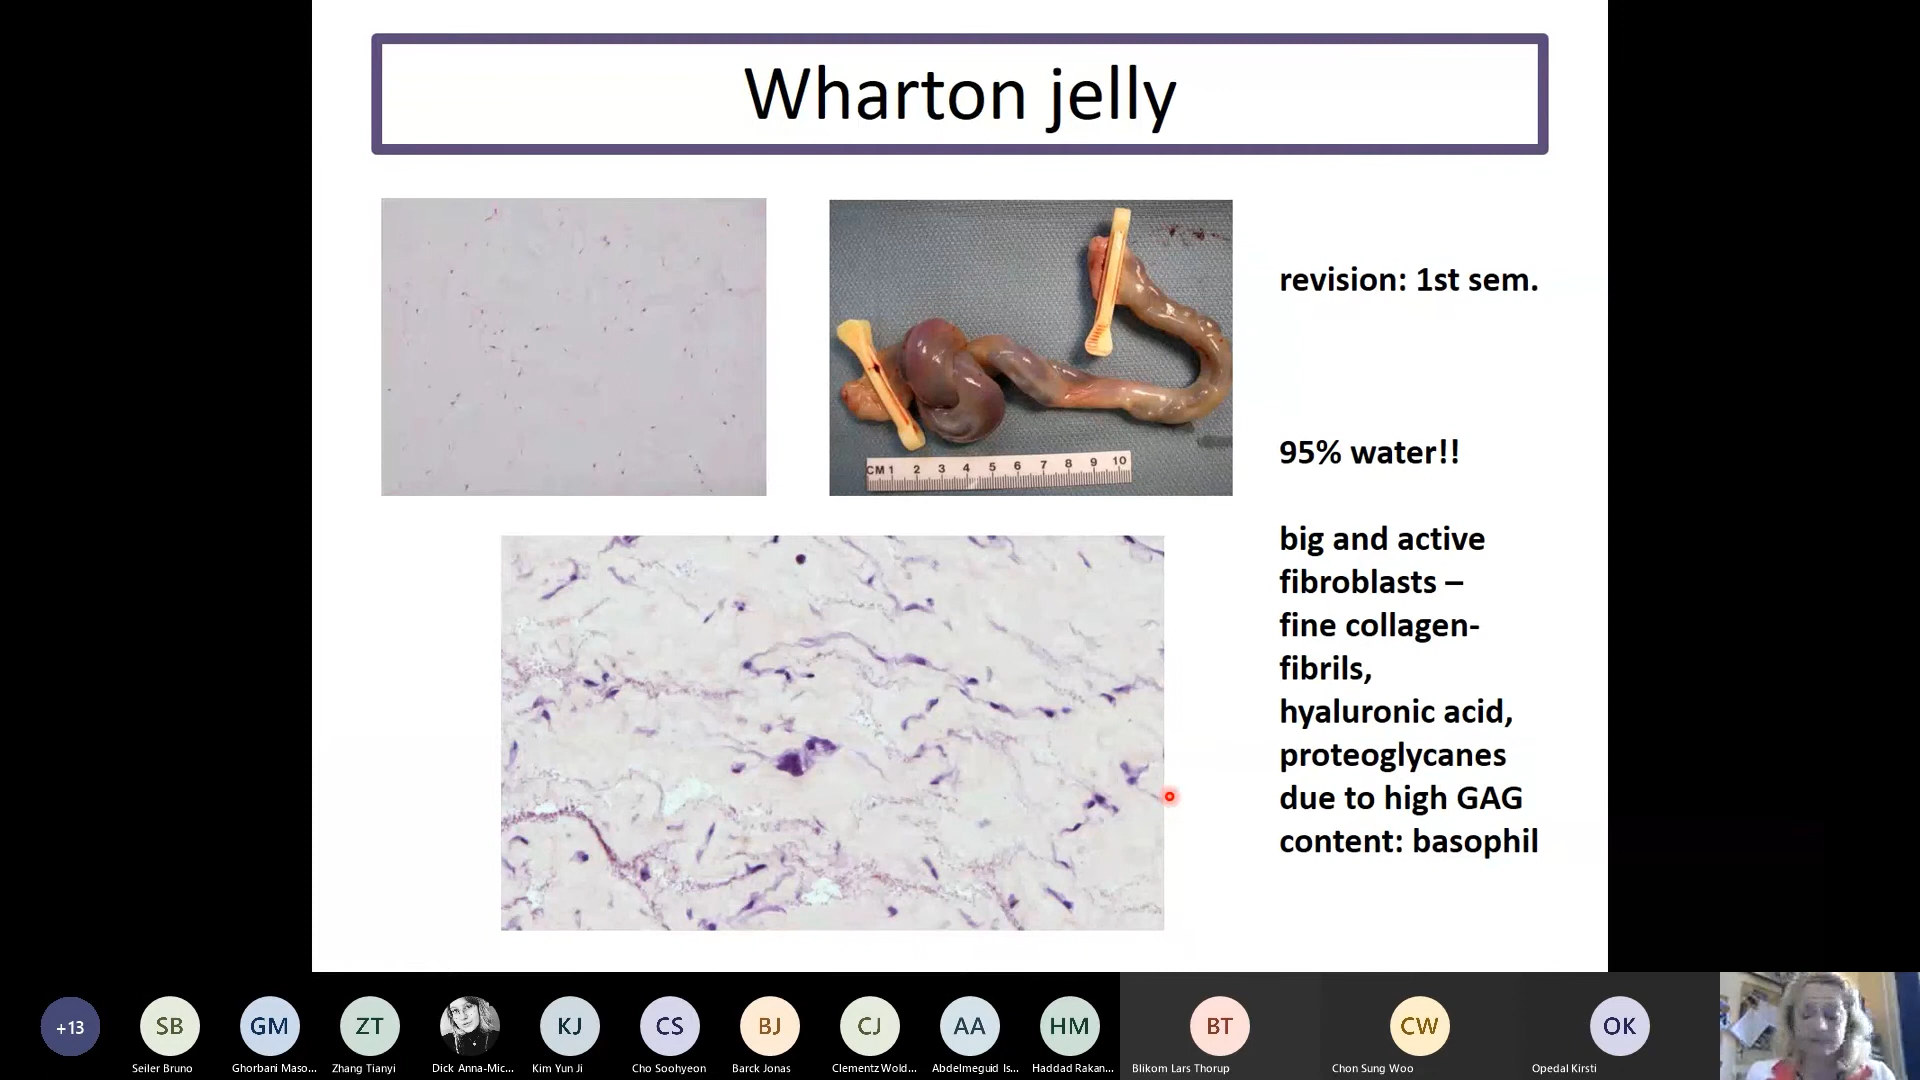 Wharton jelly
revision: 1st sem.
CM 1 2 3 4 5 6 7 8 9 10
95% water!!
big and active
fibroblasts –
fine collagen-
fibrils,
hyaluronic acid,
proteoglycanes
due to high GAG
content: basophil
+13
SB
GM
ZT
KJ
CS
BJ
CJ
AA
HM
BT
CW
OK
Seiler Bruno
Ghorbani Maso...
Zhang Tianyi
Dick Anna-Mic...
Kim Yun Ji
Cho Soohyeon
Barck Jonas
Clementz Wold...
Abdelmeguid Is...
Haddad Rakan...
Blikom Lars Thorup
Chon Sung Woo
Opedal Kirsti